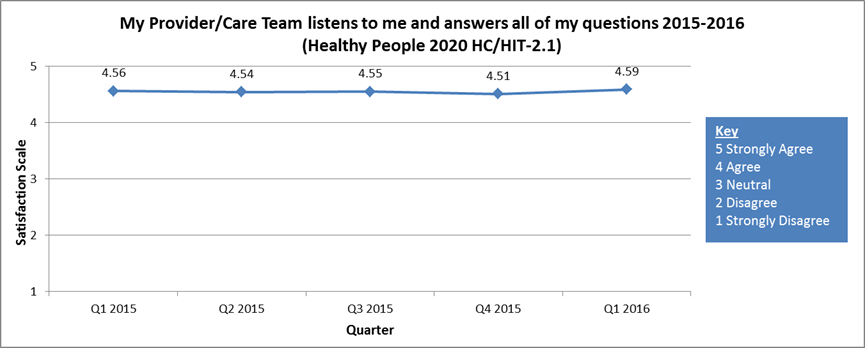 My Provider/Care Team listens to me and answers all of my questions 2015-2016
(Healthy People 2020 HC/HIT-2.1)
5
4
3
2
1
Satisfaction Scale
4.56
4.54
4.55
4.51
4.59
Q1 2015
Q2 2015
Q3 2015
Q4 2015
Q1 2016
Quarter
Key
5 Strongly Agree
4 Agree
3 Neutral
2 Disagree
1 Strongly Disagree